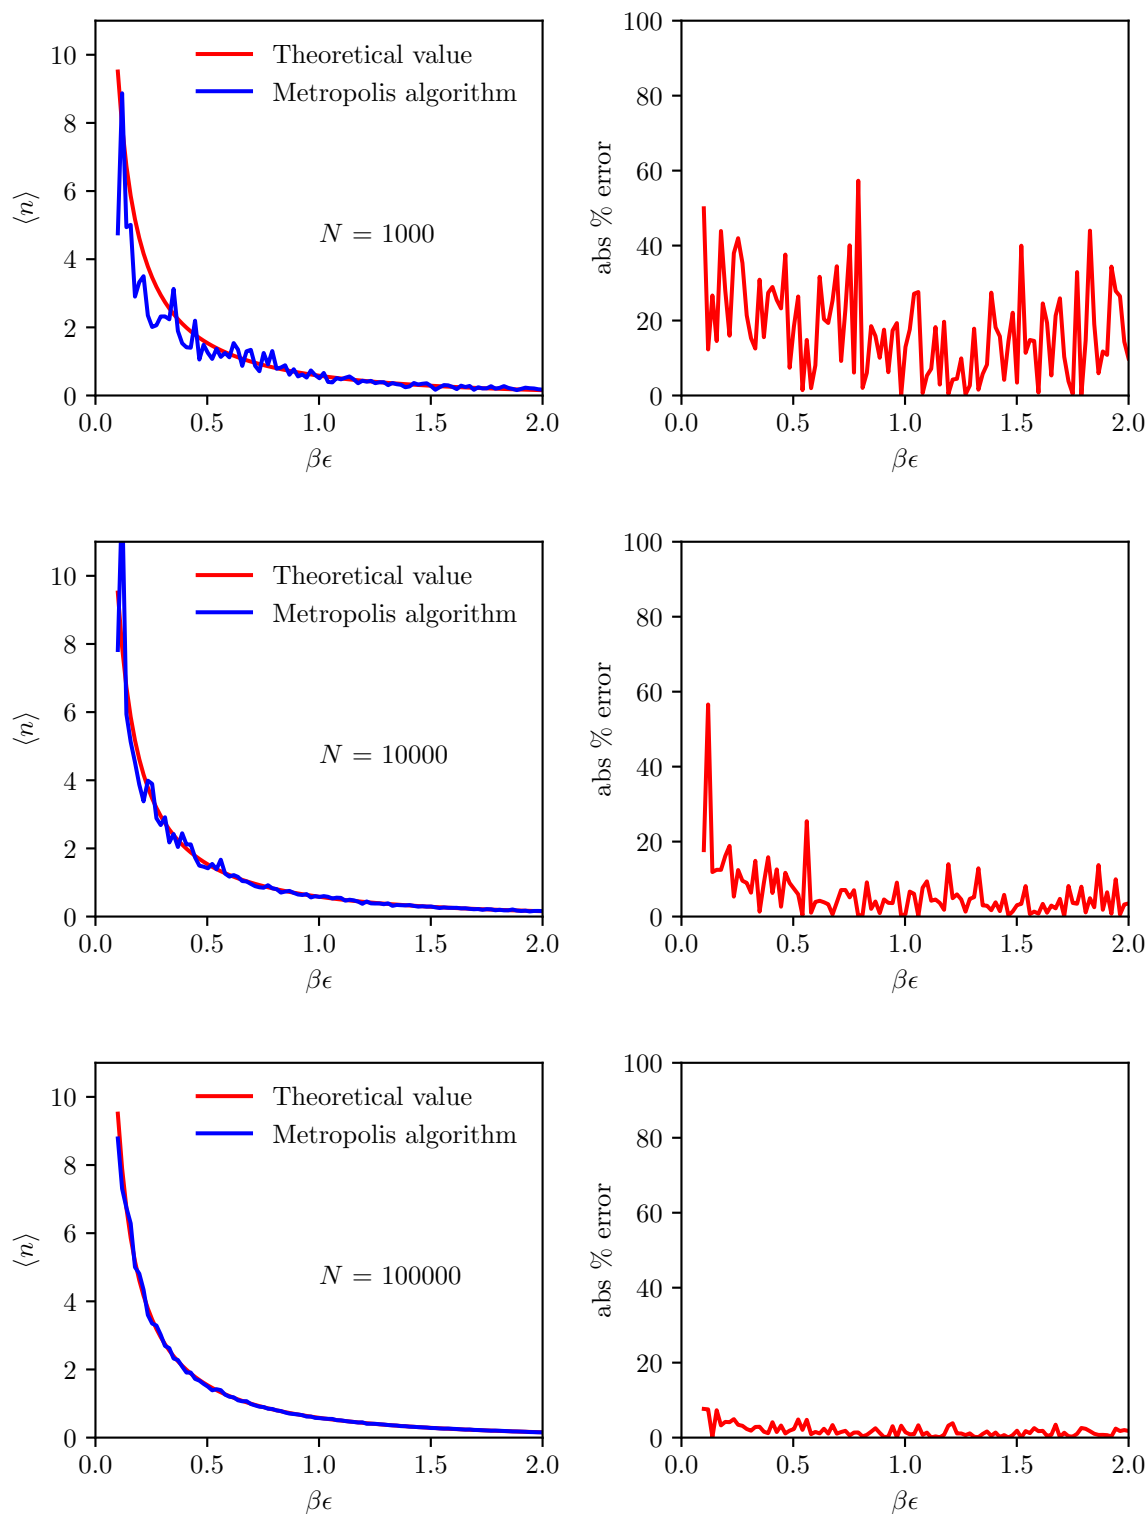 10
8
6
4
2
0
⟨n⟩
Theoretical value
Metropolis algorithm
N = 1000
0.0 0.5 1.0 1.5 2.0
βϵ
100
80
60
40
20
0
abs % error
0.0 0.5 1.0 1.5 2.0
βϵ
10
8
6
4
2
0
⟨n⟩
Theoretical value
Metropolis algorithm
N = 10000
0.0 0.5 1.0 1.5 2.0
βϵ
100
80
60
40
20
0
abs % error
0.0 0.5 1.0 1.5 2.0
βϵ
10
8
6
4
2
0
⟨n⟩
Theoretical value
Metropolis algorithm
N = 100000
0.0 0.5 1.0 1.5 2.0
βϵ
100
80
60
40
20
0
abs % error
0.0 0.5 1.0 1.5 2.0
βϵ